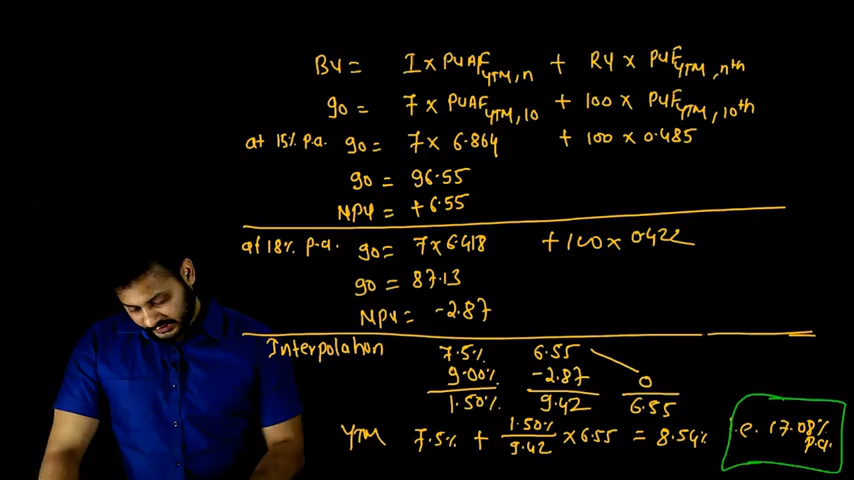 BV = I x PVAF YTM, n + RV x PVF YTM, nth
90 = 7 x PVAF YTM, 10 + 100 x PVF YTM, 10th
at 15% p.a. 90 = 7 x 6.864 + 100 x 0.485
90 = 96.55
NPV = +6.55
at 18% p.a. 90 = 7 x 6.418 + 100 x 0.422
90 = 87.13
NPV = -2.87
Interpolation 7.5% 6.55
9.00% -2.87 0
1.50% 9.42 6.55
YTM 7.5% + 1.50% / 9.42 x 6.55 = 8.54%
.e. 17.08% p.a.